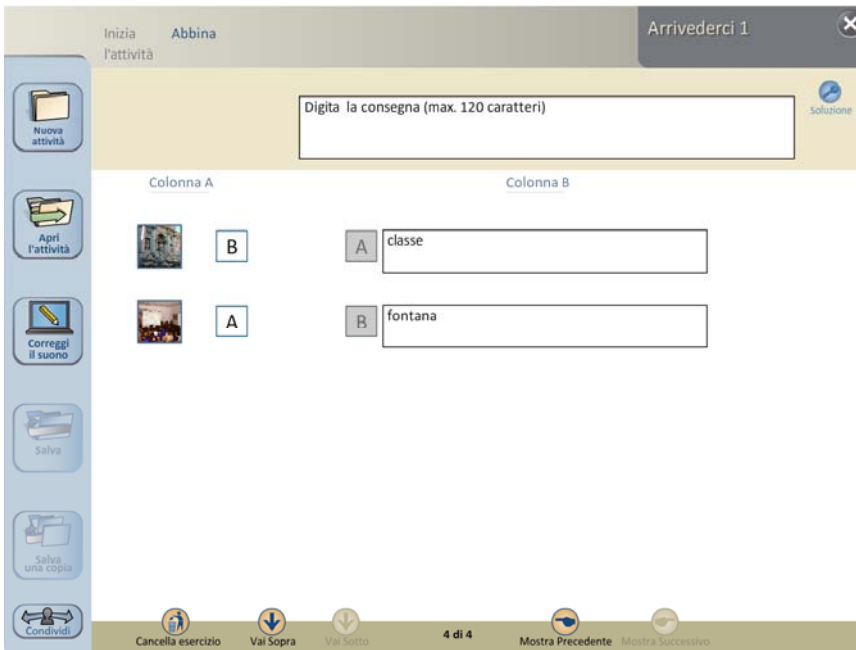 Inizia
l'attività
Abbina
Arrivederci 1
Nuova
attività
Digita la consegna (max. 120 caratteri)
Soluzione
Colonna A
Colonna B
Apri
l'attività
B
A
classe
Correggi
il suono
A
B
fontana
Salva
Salva
una copia
Condividi
Cancella esercizio
Vai Sopra
Vai Sotto
4 di 4
Mostra Precedente
Mostra Successivo